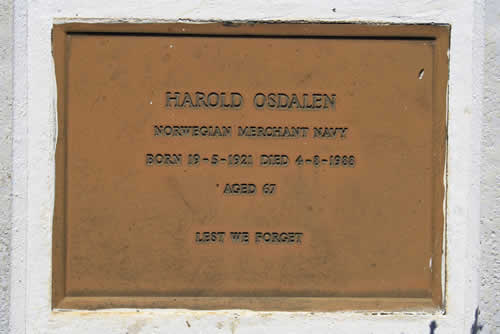 HAROLD OSDALEN
NORWEGIAN MERCHANT NAVY
BORN 19-5-1921 DIED 4-8-1988
AGED 67
LEST WE FORGET